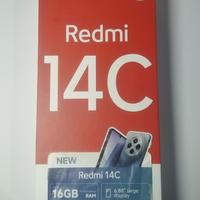 Redmi
14C
NEW
Redmi 14C
16GB RAM
6.88" large
display